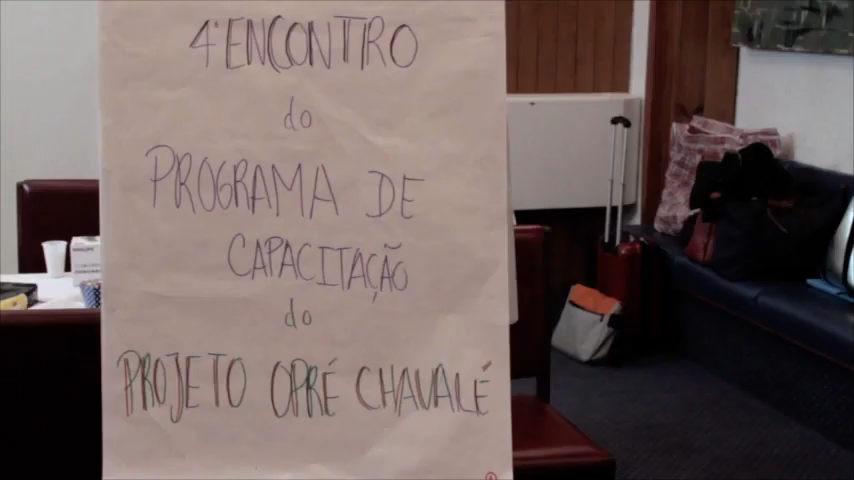 4º ENCONTRO
do
PROGRAMA DE
CAPACITAÇÃO
do
PROJETO OPRÉ CHAVALÉ